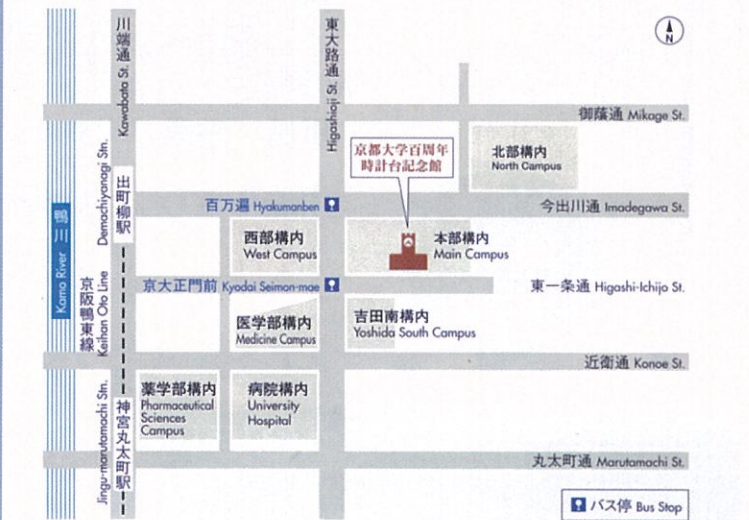 川端通 Kawabata St.
東大路通 Higashioji St.
N
御蔭通 Mikage St.
京都大学百周年
時計台記念館
北部構内
North Campus
出町柳駅
Demachiyanagi Stn.
百万遍 Hyakumanben
今出川通 Imadegawa St.
鴨川
Kamo River
西部構内
West Campus
本部構内
Main Campus
京阪鴨東線
Keihan Oto Line
京大正門前 Kyodai Seimon-mae
東一条通 Higashi-Ichijo St.
医学部構内
Medicine Campus
吉田南構内
Yoshida South Campus
近衛通 Konoe St.
薬学部構内
Pharmaceutical
Sciences
Campus
病院構内
University
Hospital
神宮丸太町駅
Jingu-marutamachi Stn.
丸太町通 Marutamachi St.
バス停 Bus Stop